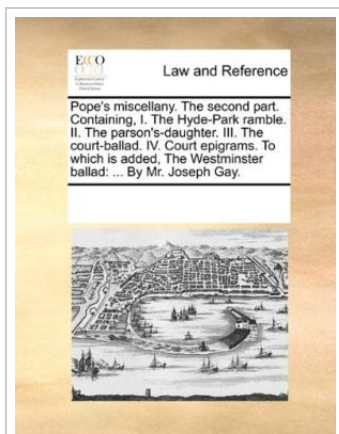 ECCO
Law and Reference
Pope's miscellany. The second part.
Containing, I. The Hyde-Park ramble.
II. The parson's-daughter. III. The
court-ballad. IV. Court epigrams. To
which is added, The Westminster
ballad: ... By Mr. Joseph Gay.